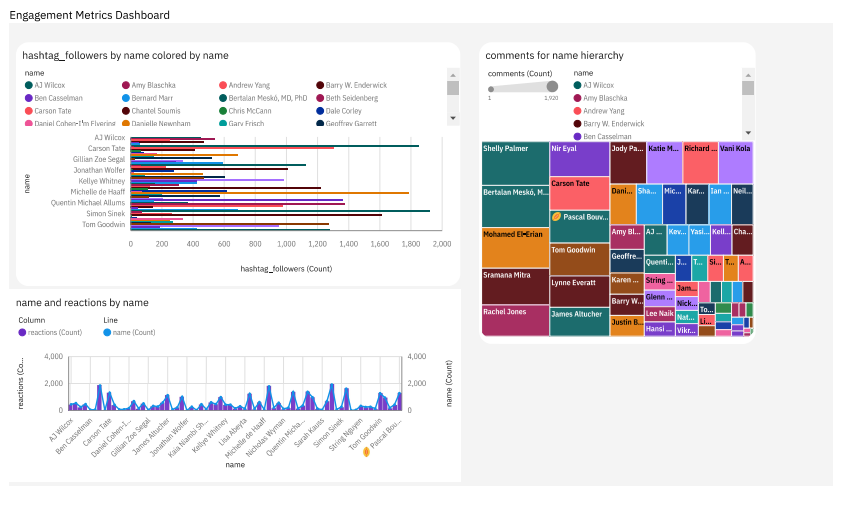 Engagement Metrics Dashboard
hashtag_followers by name colored by name
name
AJ Wilcox
Amy Blaschka
Andrew Yang
Barry W. Enderwick
Ben Casselman
Bernard Marr
Bertalan Meskó, MD, PhD
Beth Seidenberg
Carson Tate
Chantel Soumis
Chris McCann
Dale Corley
Danielle Newnham
Gary Frisch
Geoffrey Garrett
name
AJ Wilcox
Carson Tate
Gillian Zoe Segal
Jonathan Wolfer
Kellye Whitney
Michelle de Haaff
Quentin Michael Allums
Simon Sinek
Tom Goodwin
0 200 400 600 800 1,000 1,200 1,400 1,600 1,800 2,000
hashtag_followers (Count)
comments for name hierarchy
comments (Count)
1
1,920
name
AJ Wilcox
Amy Blaschka
Andrew Yang
Barry W. Enderwick
Ben Casselman
Shelly Palmer
Bertalan Meskó, M...
Mohamed El-Erian
Sramana Mitra
Rachel Jones
Nir Eyal
Carson Tate
Pascal Bouv...
Tom Goodwin
Lynne Everatt
James Altucher
Jody Pa...
Katie M...
Richard ...
Vani Kola
Dani...
Sha...
Mic...
Kar...
Ian ...
Neil...
Amy Bl...
AJ ...
Kev...
Yasi...
Kell...
Cha...
Geoffre...
Quenti...
J...
T...
Si...
T...
A...
Karen ...
String ...
Jam...
Barry W...
Glenn ...
Nick...
To...
Justin B...
Lee Naik
Nat...
Li...
Hansi ...
Vikr...
name and reactions by name
Column
Line
reactions (Count)
name (Count)
reactions (Co...
4,000
2,000
0
4,000
2,000
0
name (Count)
AJ Wilcox
Ben Casselman
Carson Tate
Daniel Cohen-I...
Gillian Zoe Segal
James Altucher
Jonathan Wolfer
Kaia Niambi Sh...
Kellye Whitney
Lisa Abeyta
Michelle de Haaff
Nicholas Wyman
Quentin Micha...
Sarah Kauss
Simon Sinek
String Nguyen
Tom Goodwin
Pascal Bou...
name